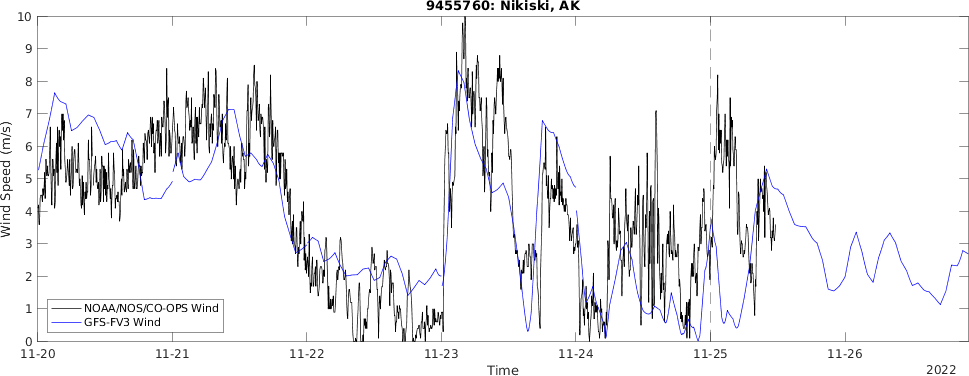 9455760: Nikiski, AK
10
9
8
7
6
5
4
3
2
1
0
Wind Speed (m/s)
NOAA/NOS/CO-OPS Wind
GFS-FV3 Wind
11-20 11-21 11-22 11-23 11-24 11-25 11-26
Time
2022